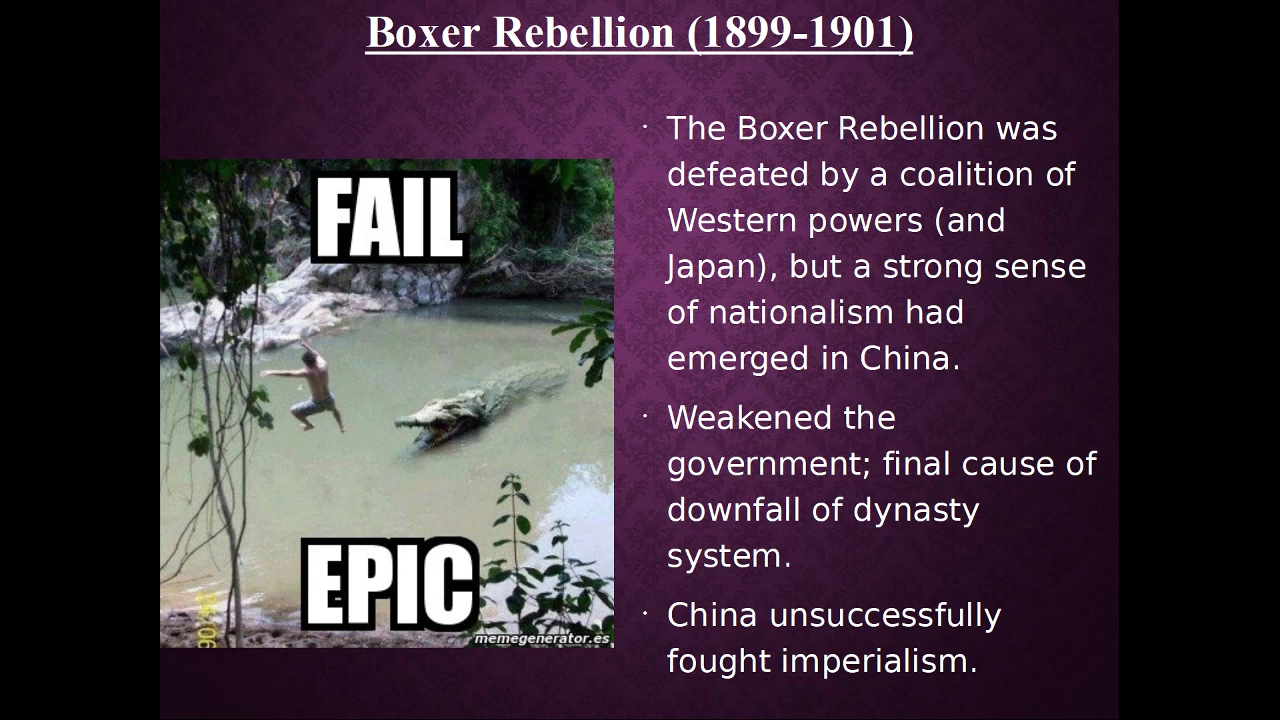 Boxer Rebellion (1899-1901)
FAIL
EPIC
memegenerator.es
· The Boxer Rebellion was
defeated by a coalition of
Western powers (and
Japan), but a strong sense
of nationalism had
emerged in China.
· Weakened the
government; final cause of
downfall of dynasty
system.
· China unsuccessfully
fought imperialism.